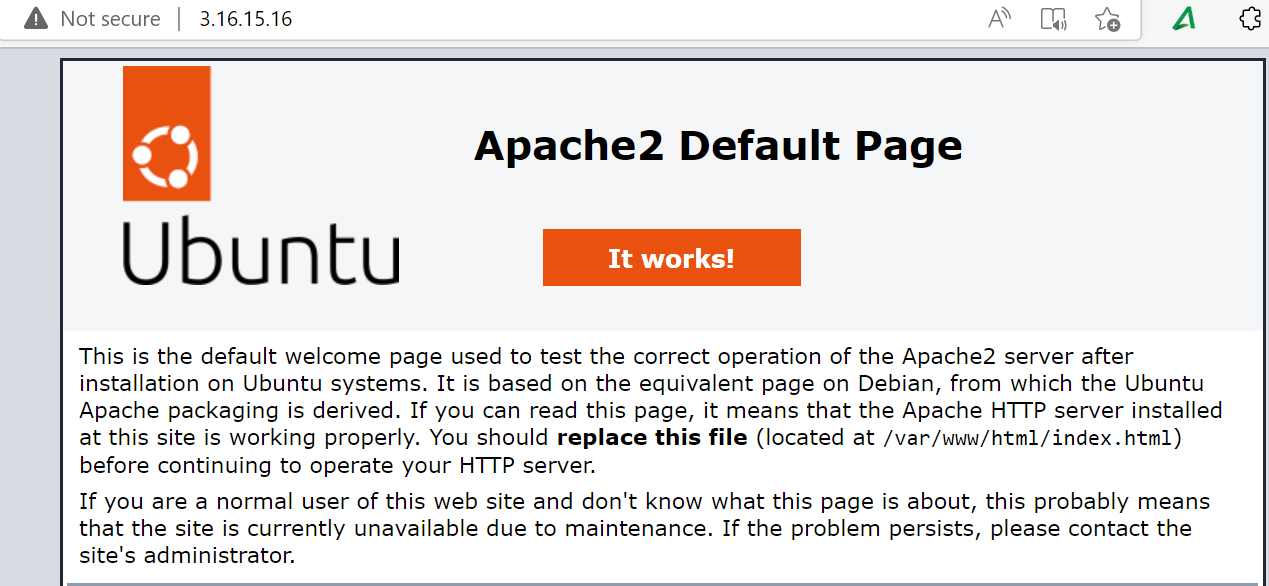 Not secure | 3.16.15.16
Apache2 Default Page
Ubuntu
It works!
This is the default welcome page used to test the correct operation of the Apache2 server after
installation on Ubuntu systems. It is based on the equivalent page on Debian, from which the Ubuntu
Apache packaging is derived. If you can read this page, it means that the Apache HTTP server installed
at this site is working properly. You should replace this file (located at /var/www/html/index.html)
before continuing to operate your HTTP server.
If you are a normal user of this web site and don't know what this page is about, this probably means
that the site is currently unavailable due to maintenance. If the problem persists, please contact the
site's administrator.